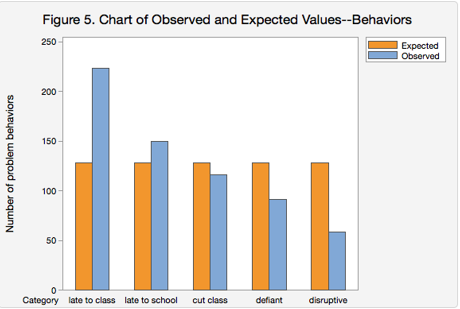 Figure 5. Chart of Observed and Expected Values--Behaviors
Expected
Observed
Number of problem behaviors
250
200
150
100
50
0
Category late to class late to school cut class defiant disruptive